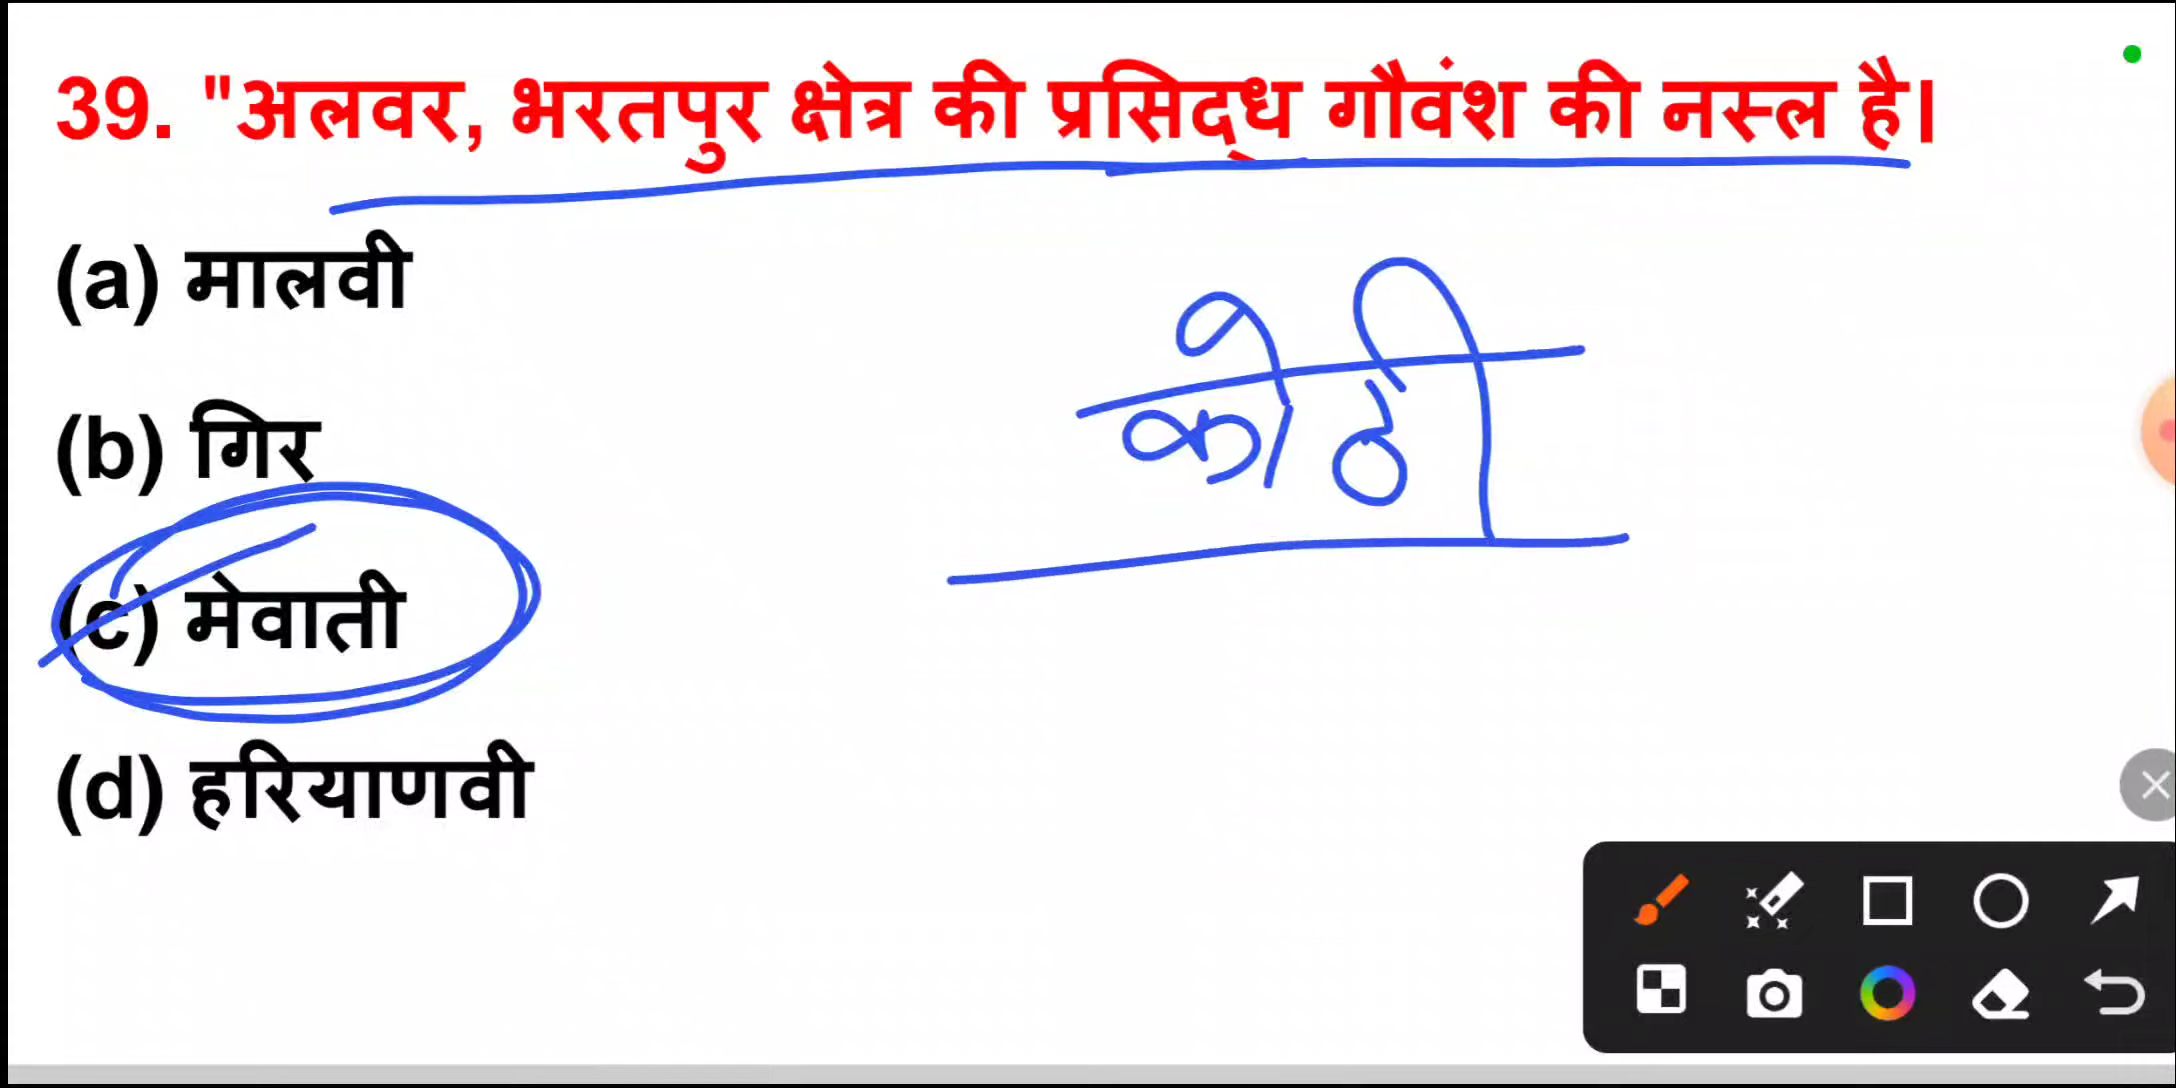 39. "अलवर, भरतपुर क्षेत्र की प्रसिद्ध गौवंश की नस्ल है।
(a) मालवी
(b) गिर
कोठी
(c) मेवाती
(d) हरियाणवी